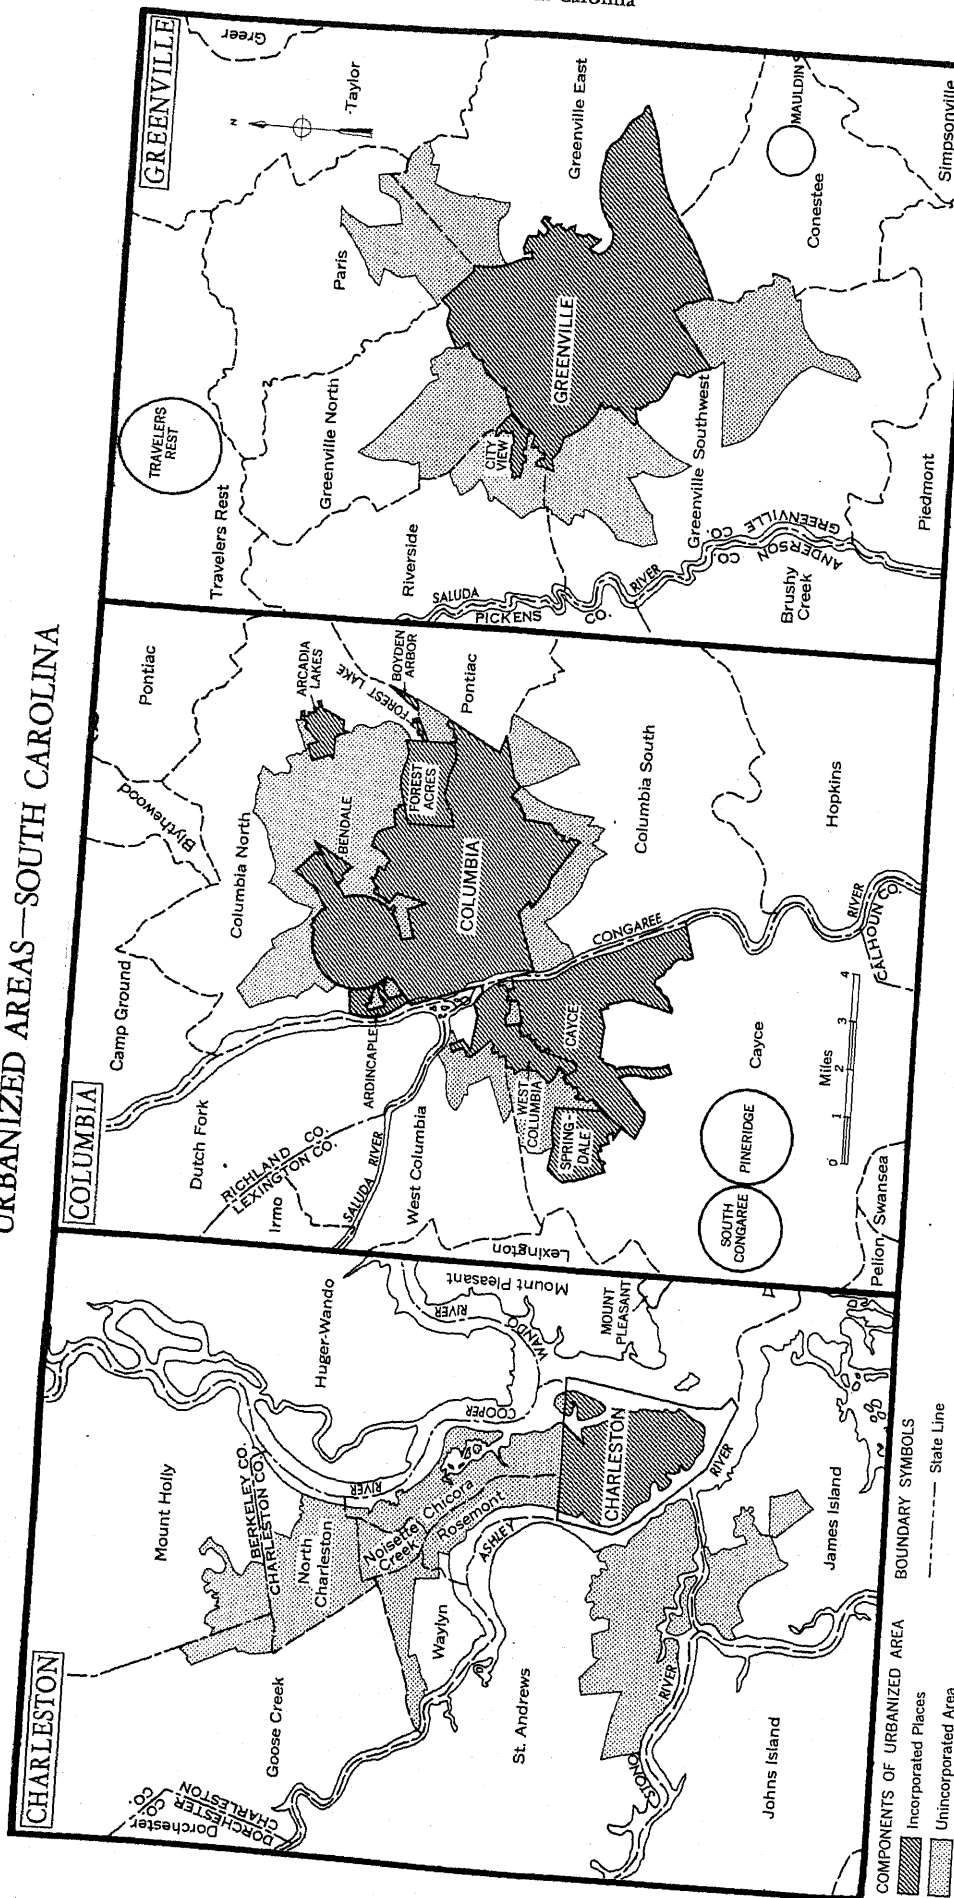 URBANIZED AREAS—SOUTH CAROLINA
CHARLESTON
Dorchester
DORCHESTER CO.
CHARLESTON CO.
Goose Creek
Mount Holly
BERKELEY CO.
CHARLESTON CO.
North
Charleston
Huger-Wando
RIVER
COOPER
RIVER
WANDO
Mount Pleasant
MOUNT
PLEASANT
Noisette
Creek
Chicora
Rosemont
Waylyn
ASHLEY
RIVER
CHARLESTON
St. Andrews
STONO
RIVER
Johns Island
James Island
COLUMBIA
Dutch Fork
Camp Ground
Blythewood
Pontiac
Columbia North
RICHLAND CO.
LEXINGTON CO.
Irmo
SALUDA RIVER
West Columbia
Lexington
ARDINCAPLE
BENDALE
ARCADIA
LAKES
FOREST LAKE
BOYDEN
ARBOR
FOREST
ACRES
Pontiac
COLUMBIA
WEST
COLUMBIA
CAYCE
SPRING-
DALE
CONGAREE
RIVER
Columbia South
Hopkins
CALHOUN CO.
Cayce
SOUTH
CONGAREE
PINERIDGE
Pelion
Swansea
0 1 2 3 4
Miles
GREENVILLE
Greer
N
Taylor
TRAVELERS
REST
Travelers Rest
Greenville North
Paris
Riverside
CITY
VIEW
GREENVILLE
Greenville East
SALUDA
RIVER
PICKENS
CO.
Greenville Southwest
ANDERSON CO.
GREENVILLE CO.
Brushy
Creek
Piedmont
Conestee
MAULDIN
Simpsonville
COMPONENTS OF URBANIZED AREA
Incorporated Places
Unincorporated Area
BOUNDARY SYMBOLS
State Line